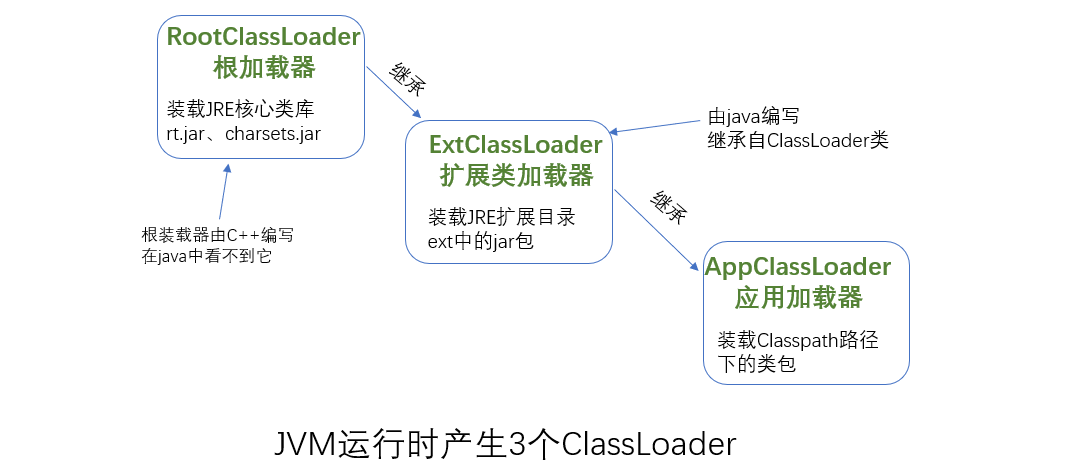 RootClassLoader
根加载器
装载JRE核心类库
rt.jar、charsets.jar
继承
根装载器由C++编写
在java中看不到它
ExtClassLoader
扩展类加载器
装载JRE扩展目录
ext中的jar包
由java编写
继承自ClassLoader类
继承
AppClassLoader
应用加载器
装载Classpath路径
下的类包
JVM运行时产生3个ClassLoader